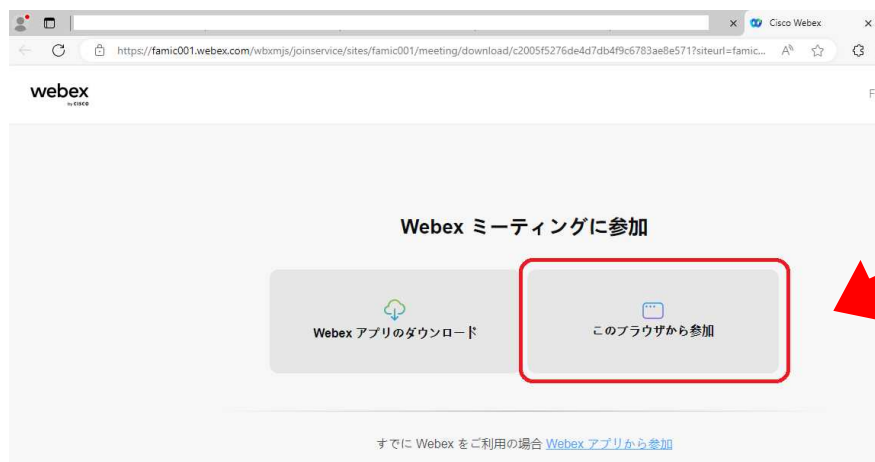 Cisco Webex
https://famic001.webex.com/wbxmjs/joinservice/sites/famic001/meeting/download/c2005f5276de4d7db4f9c6783ae8e571?siteurl=famic...
webex
by CISCO
F
Webex ミーティングに参加
Webex アプリのダウンロード
このブラウザから参加
すでに Webex をご利用の場合 Webex アプリから参加